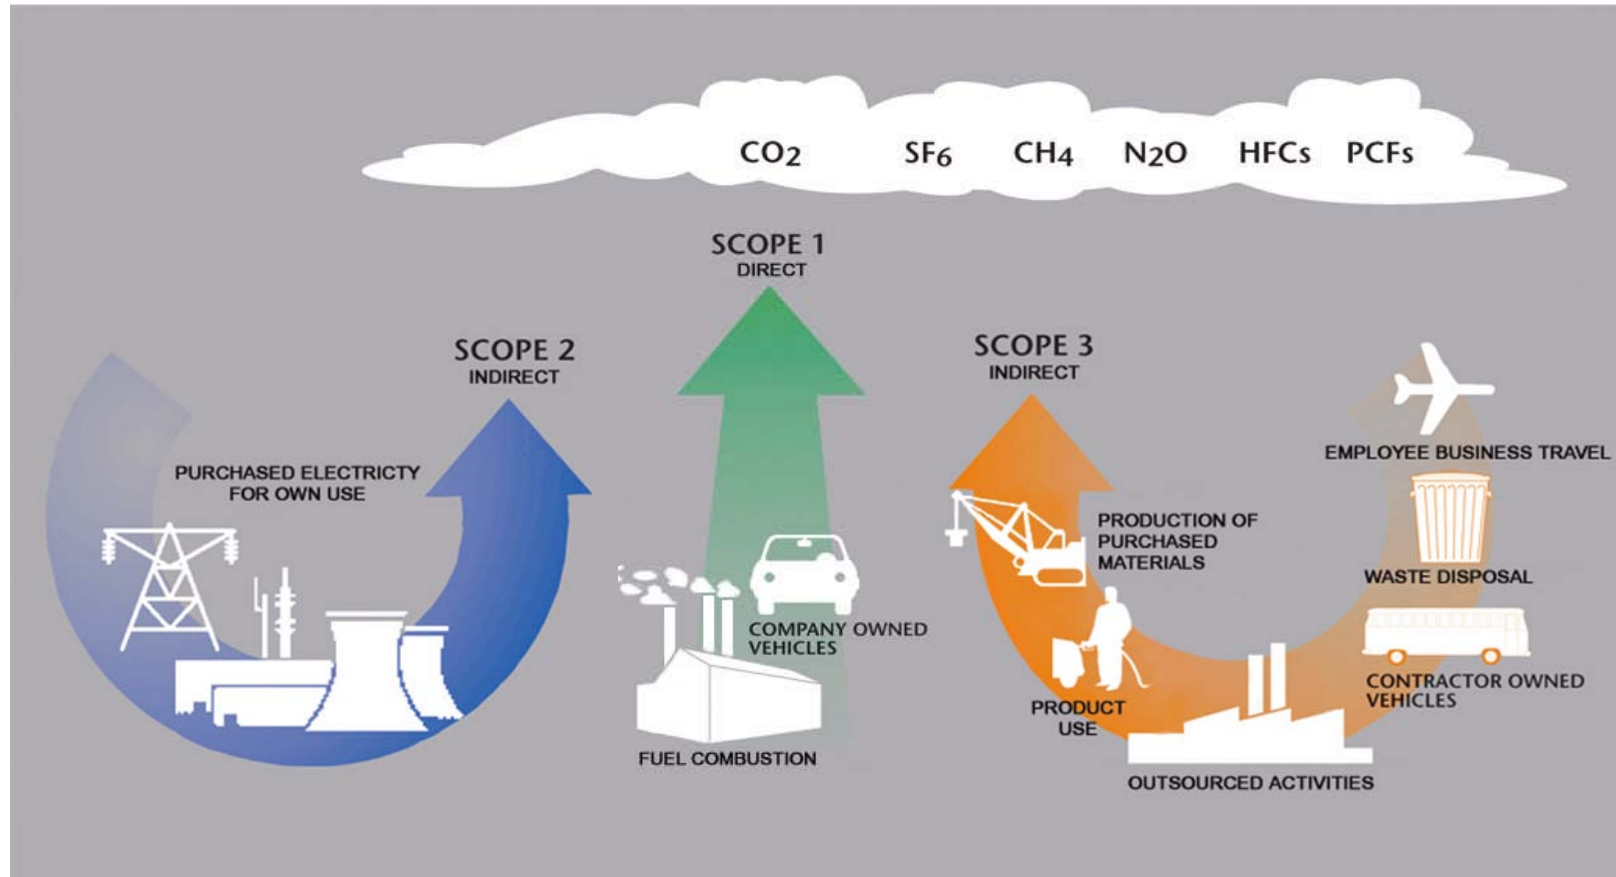 CO2 SF6 CH4 N2O HFCs PCFs
SCOPE 1
DIRECT
SCOPE 2
INDIRECT
SCOPE 3
INDIRECT
PURCHASED ELECTRICTY
FOR OWN USE
COMPANY OWNED
VEHICLES
FUEL COMBUSTION
EMPLOYEE BUSINESS TRAVEL
PRODUCTION OF
PURCHASED
MATERIALS
WASTE DISPOSAL
PRODUCT
USE
CONTRACTOR OWNED
VEHICLES
OUTSOURCED ACTIVITIES